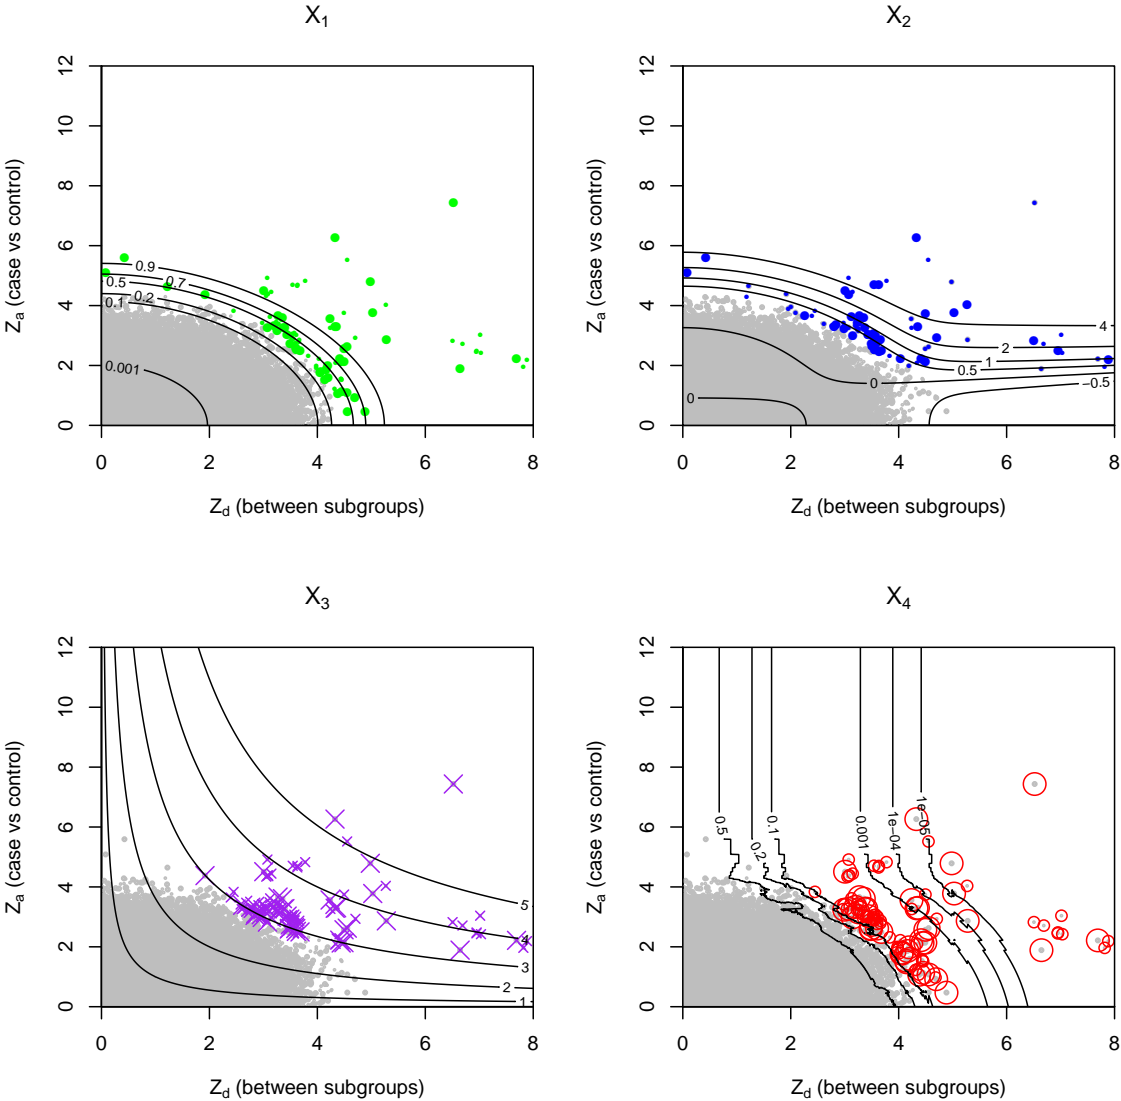 X1
Za (case vs control)
12
10
8
6
4
2
0
0.9
0.7
0.5
0.2
0.1
0.001
0 2 4 6 8
Zd (between subgroups)
X2
Za (case vs control)
12
10
8
6
4
2
0
4
2
1
0.5
0
−0.5
0
0 2 4 6 8
Zd (between subgroups)
X3
Za (case vs control)
12
10
8
6
4
2
0
5
4
3
2
1
0 2 4 6 8
Zd (between subgroups)
X4
Za (case vs control)
12
10
8
6
4
2
0
0.5
0.2
0.1
0.001
1e−04
1e−05
0 2 4 6 8
Zd (between subgroups)